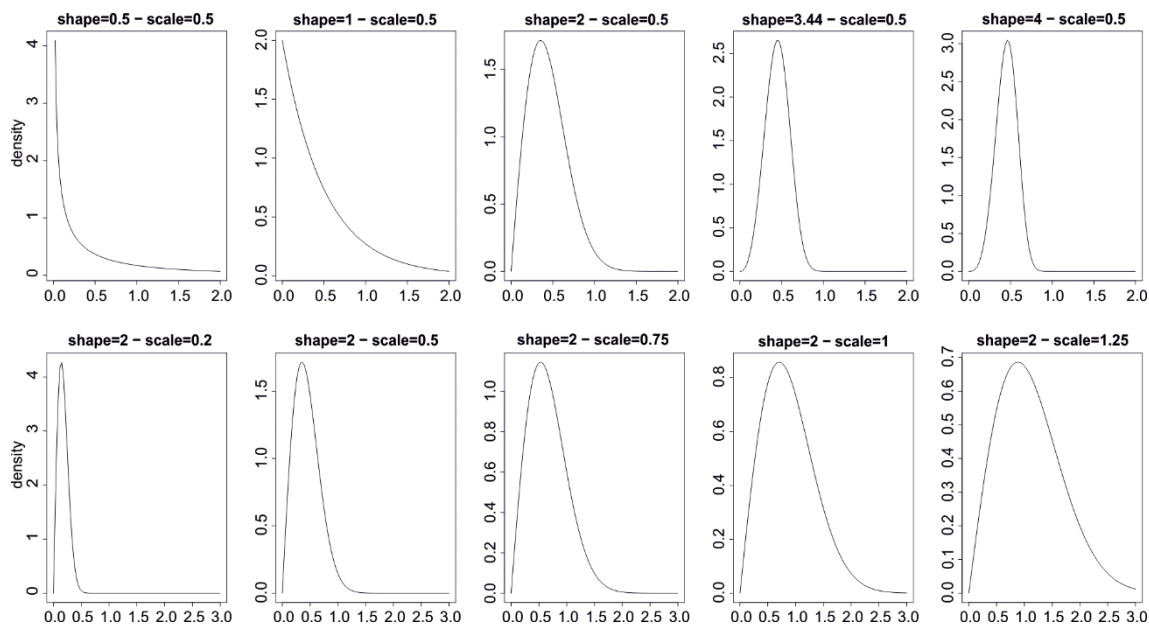 shape=0.5 − scale=0.5
4
3
2
1
0
density
0.0 0.5 1.0 1.5 2.0
shape=1 − scale=0.5
2.0
1.5
1.0
0.5
0.0
0.0 0.5 1.0 1.5 2.0
shape=2 − scale=0.5
1.5
1.0
0.5
0.0
0.0 0.5 1.0 1.5 2.0
shape=3.44 − scale=0.5
2.5
2.0
1.5
1.0
0.5
0.0
0.0 0.5 1.0 1.5 2.0
shape=4 − scale=0.5
3.0
2.5
2.0
1.5
1.0
0.5
0.0
0.0 0.5 1.0 1.5 2.0
shape=2 − scale=0.2
4
3
2
1
0
density
0.0 0.5 1.0 1.5 2.0 2.5 3.0
shape=2 − scale=0.5
1.5
1.0
0.5
0.0
0.0 0.5 1.0 1.5 2.0 2.5 3.0
shape=2 − scale=0.75
1.0
0.8
0.6
0.4
0.2
0.0
0.0 0.5 1.0 1.5 2.0 2.5 3.0
shape=2 − scale=1
0.8
0.6
0.4
0.2
0.0
0.0 0.5 1.0 1.5 2.0 2.5 3.0
shape=2 − scale=1.25
0.7
0.6
0.5
0.4
0.3
0.2
0.1
0.0
0.0 0.5 1.0 1.5 2.0 2.5 3.0